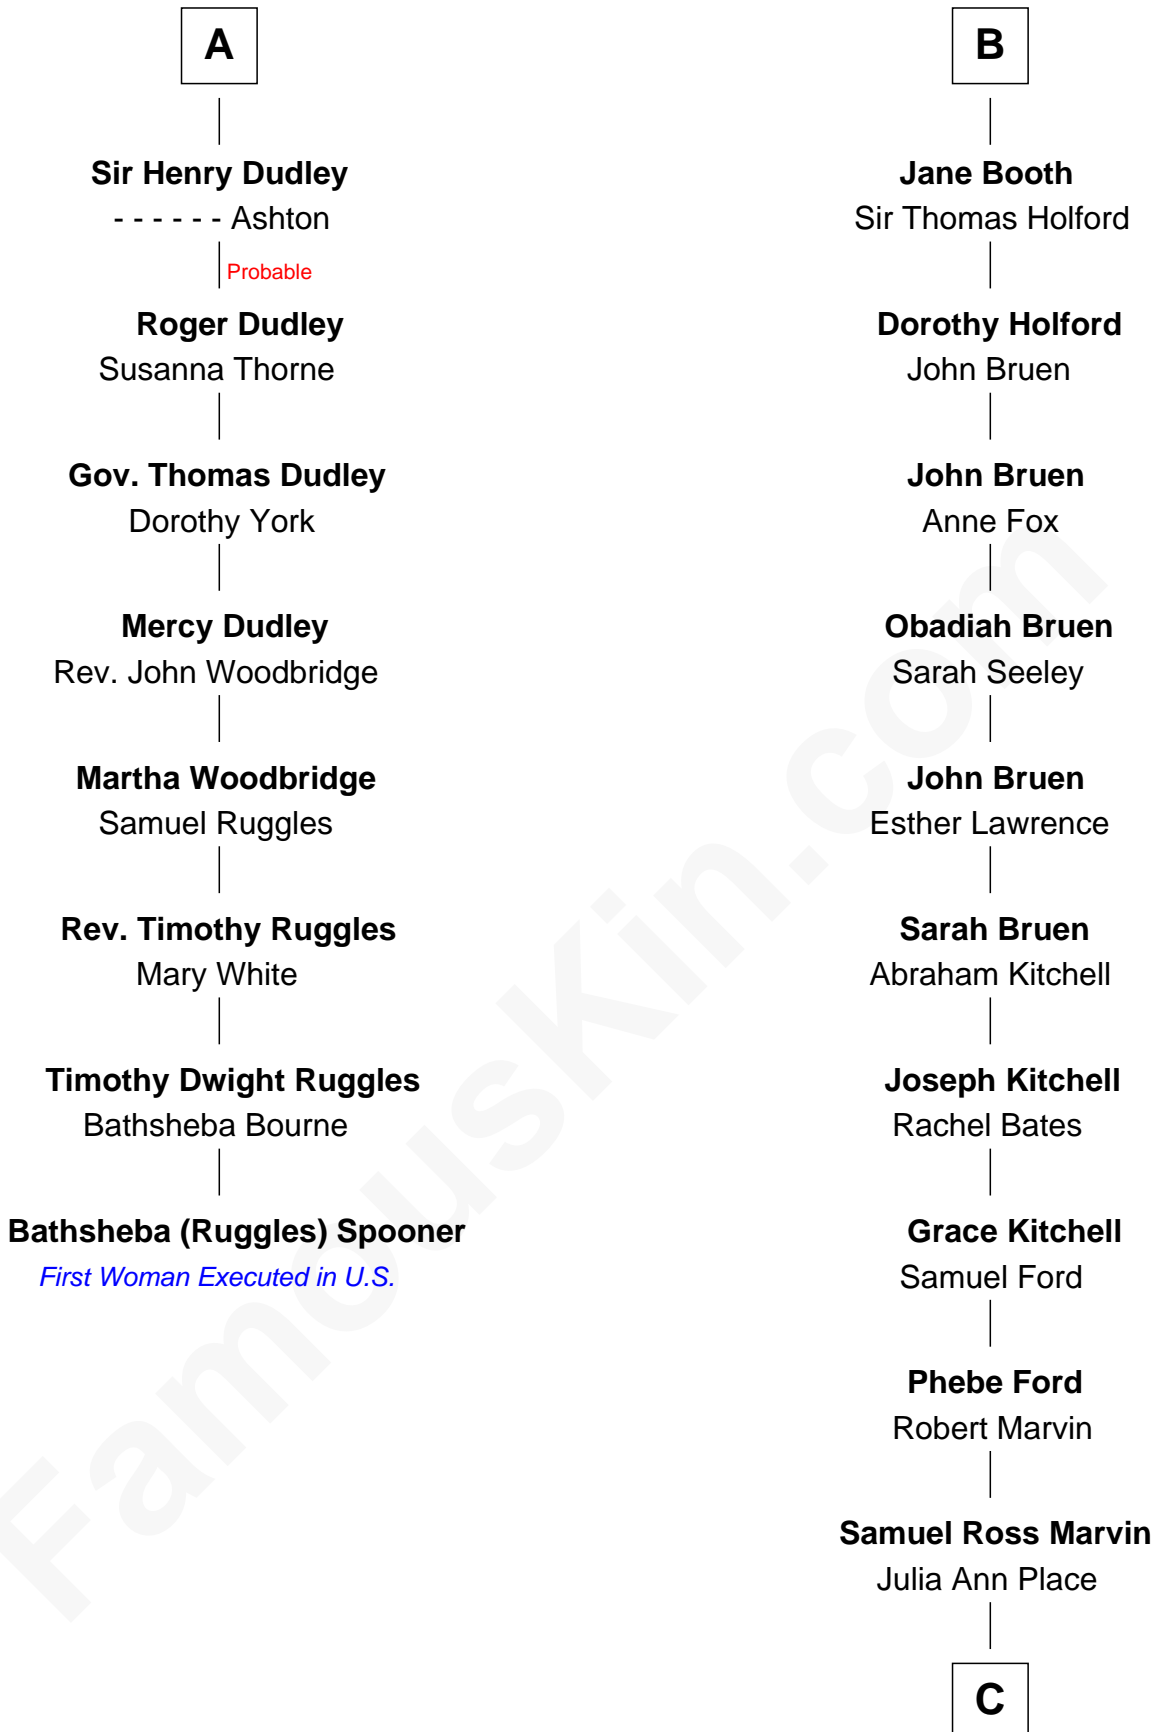 A
Sir Henry Dudley
- - - - - - Ashton
Probable
Roger Dudley
Susanna Thorne
Gov. Thomas Dudley
Dorothy York
Mercy Dudley
Rev. John Woodbridge
Martha Woodbridge
Samuel Ruggles
Rev. Timothy Ruggles
Mary White
Timothy Dwight Ruggles
Bathsheba Bourne
Bathsheba (Ruggles) Spooner
First Woman Executed in U.S.
B
Jane Booth
Sir Thomas Holford
Dorothy Holford
John Bruen
John Bruen
Anne Fox
Obadiah Bruen
Sarah Seeley
John Bruen
Esther Lawrence
Sarah Bruen
Abraham Kitchell
Joseph Kitchell
Rachel Bates
Grace Kitchell
Samuel Ford
Phebe Ford
Robert Marvin
Samuel Ross Marvin
Julia Ann Place
C
FamousKin.com